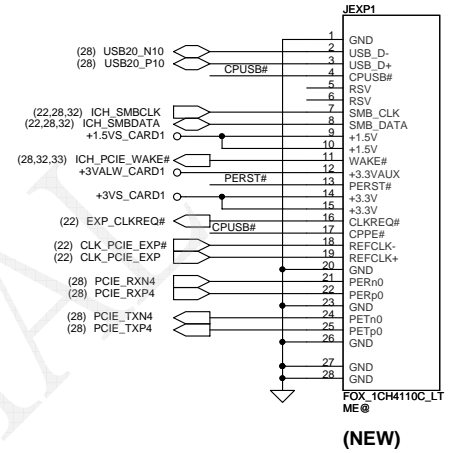 JEXP1
1 GND
(28) USB20_N10 2 USB_D-
(28) USB20_P10 3 USB_D+
CPUSB# 4 CPUSB#
5 RSV
6 RSV
(22,28,32) ICH_SMBCLK 7 SMB_CLK
(22,28,32) ICH_SMBDATA 8 SMB_DATA
+1.5VS_CARD1 9 +1.5V
10 +1.5V
(28,32,33) ICH_PCIE_WAKE# 11 WAKE#
+3VALW_CARD1 12 +3.3VAUX
PERST# 13 PERST#
+3VS_CARD1 14 +3.3V
15 +3.3V
(22) EXP_CLKREQ# 16 CLKREQ#
CPUSB# 17 CPPE#
(22) CLK_PCIE_EXP# 18 REFCLK-
(22) CLK_PCIE_EXP 19 REFCLK+
20 GND
(28) PCIE_RXN4 21 PERn0
(28) PCIE_RXP4 22 PERp0
23 GND
(28) PCIE_TXN4 24 PETn0
(28) PCIE_TXP4 25 PETp0
26 GND
27 GND
28 GND
FOX_1CH4110C_LT
ME@
(NEW)